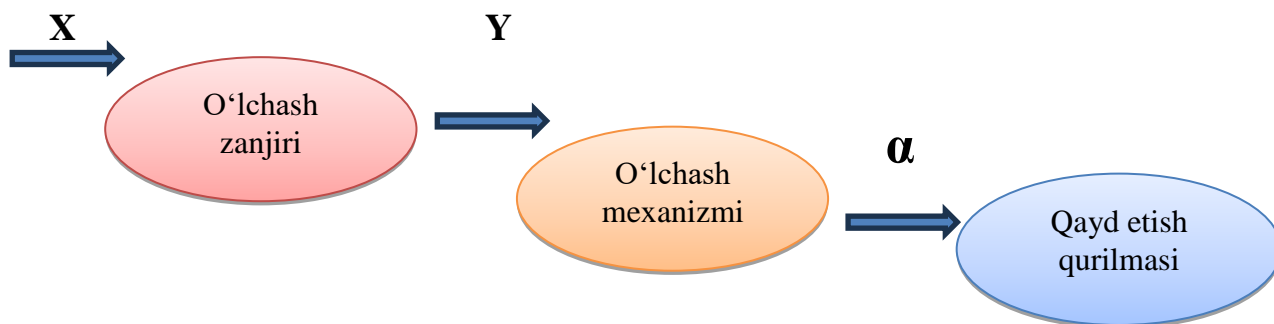 X
Y
O‘lchash
zanjiri
α
O‘lchash
mexanizmi
Qayd etish
qurilmasi